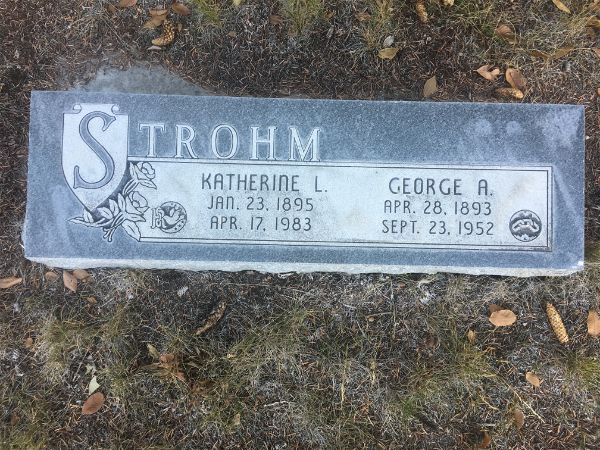 STROHM
KATHERINE L.
JAN. 23, 1895
APR. 17, 1983
GEORGE A.
APR. 28, 1893
SEPT. 23, 1952